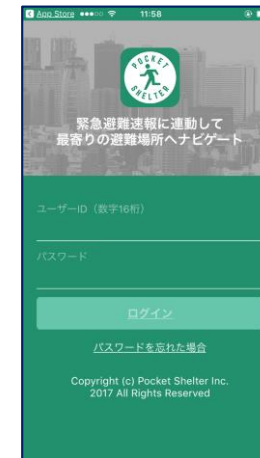 App Store 11:58
POCKET
SHELTER
緊急避難速報に連動して
最寄りの避難場所へナビゲート
ユーザーID（数字16桁）
パスワード
ログイン
パスワードを忘れた場合
Copyright (c) Pocket Shelter Inc.
2017 All Rights Reserved